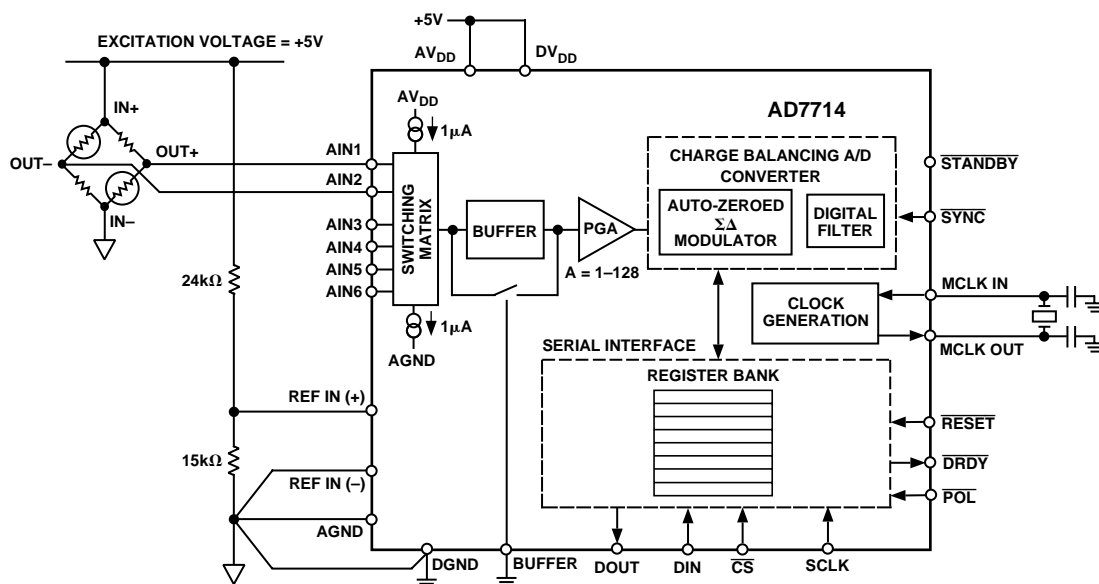 +5V
EXCITATION VOLTAGE = +5V
AVDD
DVDD
IN+
OUT–
OUT+
IN–
24kΩ
15kΩ
AD7714
AVDD
1μA
AIN1
AIN2
AIN3
AIN4
AIN5
AIN6
SWITCHING
MATRIX
1μA
AGND
BUFFER
PGA
A = 1–128
CHARGE BALANCING A/D
CONVERTER
AUTO-ZEROED
ΣΔ
MODULATOR
DIGITAL
FILTER
STANDBY
SYNC
CLOCK
GENERATION
MCLK IN
MCLK OUT
SERIAL INTERFACE
REGISTER BANK
REF IN (+)
REF IN (–)
AGND
RESET
DRDY
POL
DGND
BUFFER
DOUT
DIN
CS
SCLK